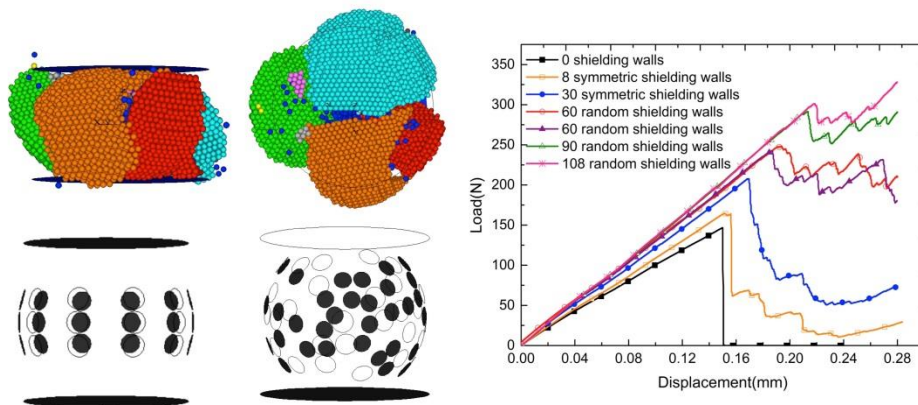 350
300
250
200
150
100
50
0
Load(N)
0 shielding walls
8 symmetric shielding walls
30 symmetric shielding walls
60 random shielding walls
60 random shielding walls
90 random shielding walls
108 random shielding walls
0.00 0.04 0.08 0.12 0.16 0.20 0.24 0.28
Displacement(mm)